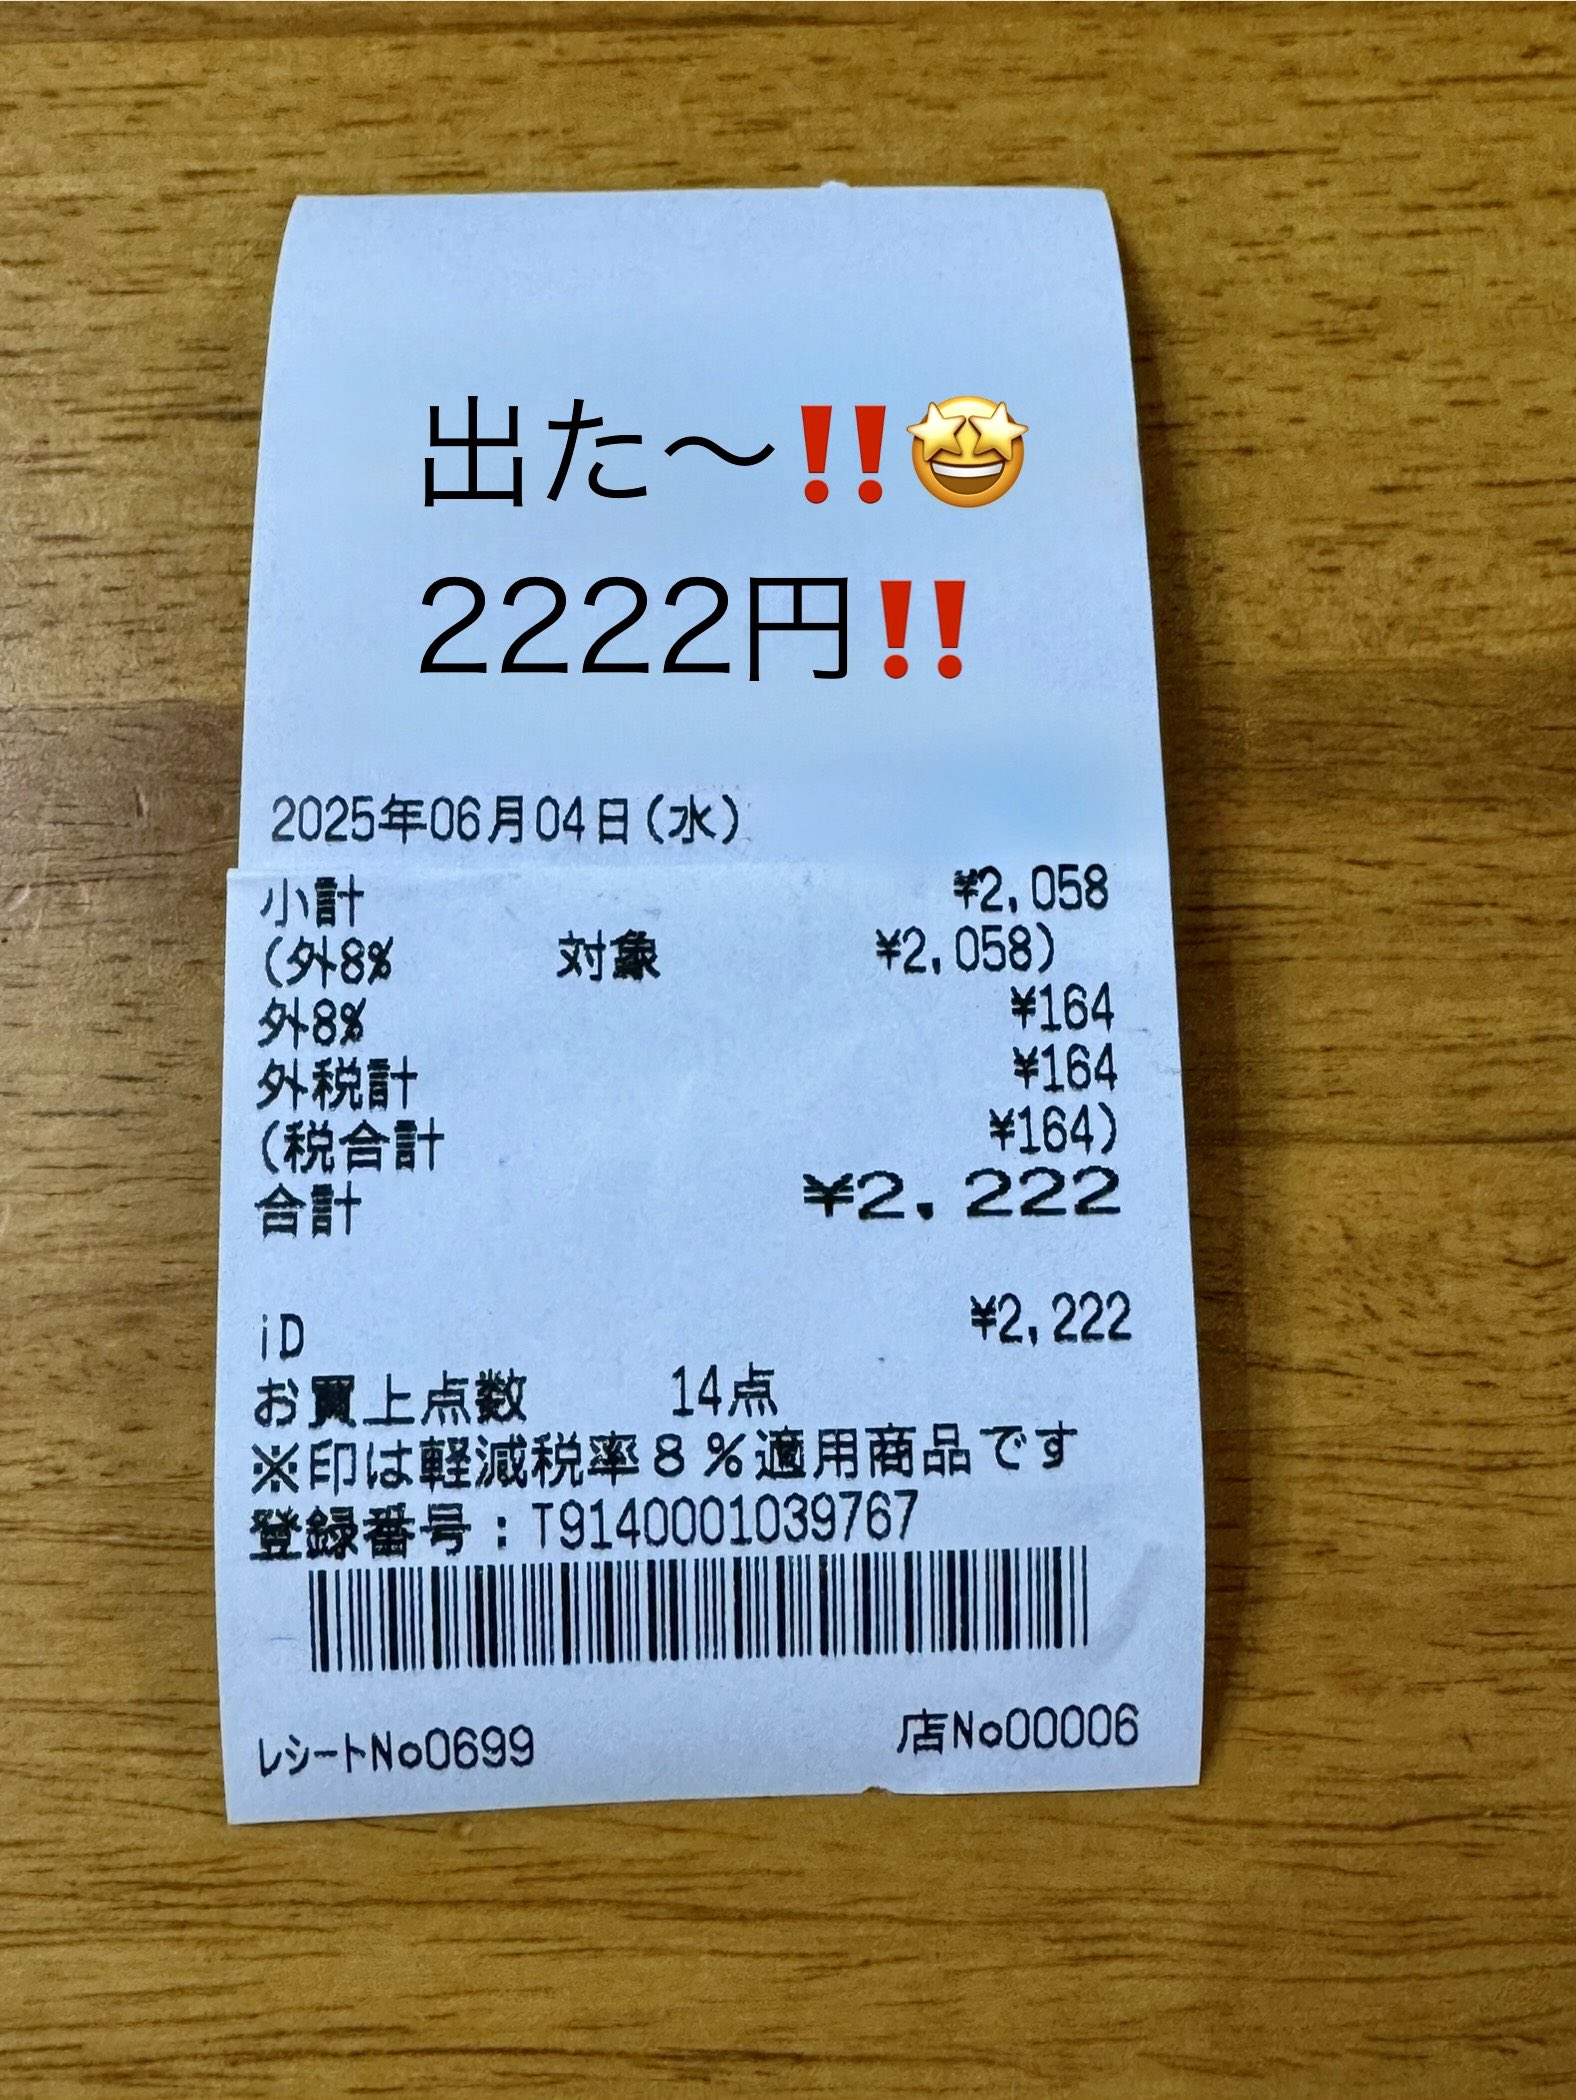 出た〜‼️🤩
2222円‼️
2025年06月04日(水)
小計 ¥2,058
(外8% 対象 ¥2,058)
外8% ¥164
外税計 ¥164
(税合計 ¥164)
合計 ¥2,222
iD ¥2,222
お買上点数 14点
※印は軽減税率8%適用商品です
登録番号:T9140001039767
レシートNo0699 店No00006